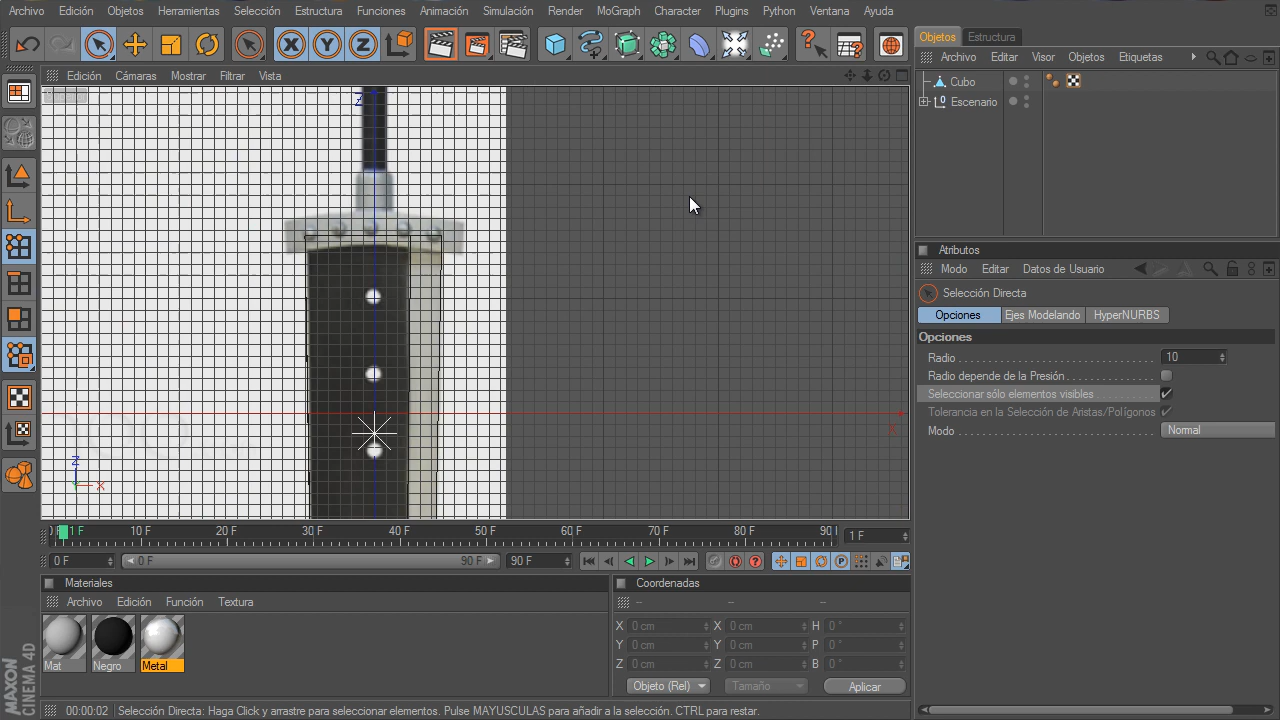 Archivo Edición Objetos Herramientas Selección Estructura Funciones Animación Simulación Render MoGraph Character Plugins Python Ventana Ayuda
Objetos Estructura
Archivo Editar Visor Objetos Etiquetas
Edición Cámaras Mostrar Filtrar Vista
Cubo
Escenario
Z
X
Z
X
Atributos
Modo Editar Datos de Usuario
Selección Directa
Opciones Ejes Modelando HyperNURBS
Opciones
Radio 10
Radio depende de la Presión
Seleccionar sólo elementos visibles
Tolerancia en la Selección de Aristas/Polígonos
Modo Normal
1 F 10 F 20 F 30 F 40 F 50 F 60 F 70 F 80 F 90 1 F
0 F 0 F 90 F 90 F
Materiales
Archivo Edición Función Textura
Mat Negro Metal
Coordenadas
-- -- --
X 0 cm X 0 cm H 0 °
Y 0 cm Y 0 cm P 0 °
Z 0 cm Z 0 cm B 0 °
Objeto (Rel) Tamaño Aplicar
MAXON
CINEMA 4D
00:00:02 Selección Directa: Haga Click y arrastre para seleccionar elementos. Pulse MAYUSCULAS para añadir a la selección. CTRL para restar.